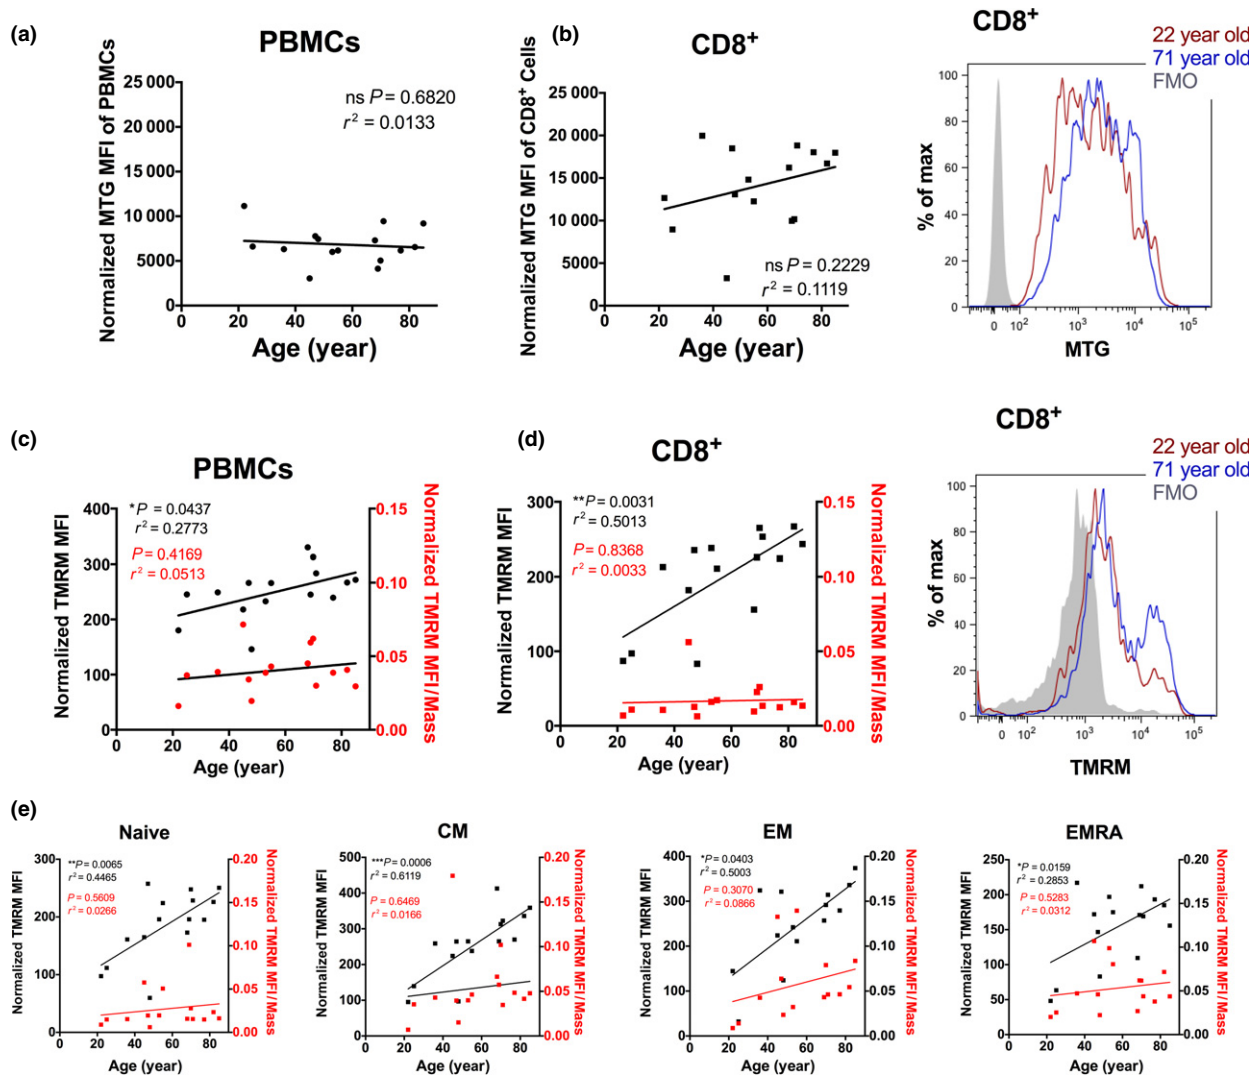 (a)
PBMCs
Normalized MTG MFI of PBMCs
25 000
20 000
15 000
10 000
5000
0
ns P = 0.6820
r² = 0.0133
0 20 40 60 80
Age (year)
(b)
CD8⁺
Normalized MTG MFI of CD8⁺ Cells
25 000
20 000
15 000
10 000
5000
0
ns P = 0.2229
r² = 0.1119
0 20 40 60 80
Age (year)
CD8⁺
22 year old
71 year old
FMO
% of max
100
80
60
40
20
0
0 10² 10³ 10⁴ 10⁵
MTG
(c)
PBMCs
Normalized TMRM MFI
400
300
200
100
0
*P = 0.0437
r² = 0.2773
P = 0.4169
r² = 0.0513
0.15
0.10
0.05
0.00
Normalized TMRM MFI/Mass
0 20 40 60 80
Age (year)
(d)
CD8⁺
Normalized TMRM MFI
300
200
100
0
**P = 0.0031
r² = 0.5013
P = 0.8368
r² = 0.0033
0.15
0.10
0.05
0.00
Normalized TMRM MFI/Mass
0 20 40 60 80
Age (year)
CD8⁺
22 year old
71 year old
FMO
% of max
100
80
60
40
20
0
0 10² 10³ 10⁴ 10⁵
TMRM
(e)
Naive
Normalized TMRM MFI
300
200
100
0
**P = 0.0065
r² = 0.4465
P = 0.5609
r² = 0.0266
0.20
0.15
0.10
0.05
0.00
Normalized TMRM MFI/Mass
0 20 40 60 80
Age (year)
CM
Normalized TMRM MFI
500
400
300
200
100
0
***P = 0.0006
r² = 0.6119
P = 0.6469
r² = 0.0166
0.20
0.15
0.10
0.05
0.00
Normalized TMRM MFI/Mass
0 20 40 60 80
Age (year)
EM
Normalized TMRM MFI
400
300
200
100
0
*P = 0.0403
r² = 0.5003
P = 0.3070
r² = 0.0866
0.20
0.15
0.10
0.05
0.00
Normalized TMRM MFI/Mass
0 20 40 60 80
Age (year)
EMRA
Normalized TMRM MFI
250
200
150
100
50
0
*P = 0.0159
r² = 0.2853
P = 0.5283
r² = 0.0312
0.20
0.15
0.10
0.05
0.00
Normalized TMRM MFI/Mass
0 20 40 60 80
Age (year)